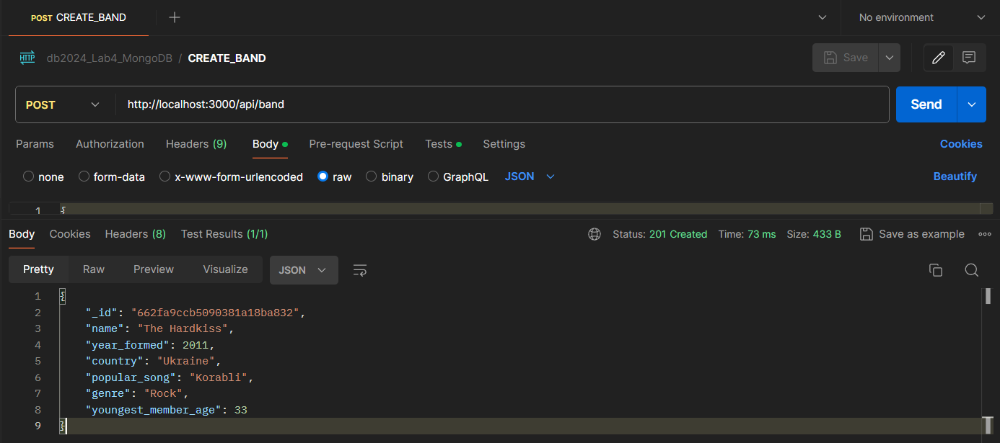 POST CREATE_BAND
No environment
HTTP db2024_Lab4_MongoDB / CREATE_BAND Save
POST http://localhost:3000/api/band Send
Params Authorization Headers (9) Body Pre-request Script Tests Settings Cookies
none form-data x-www-form-urlencoded raw binary GraphQL JSON Beautify
1 {
Body Cookies Headers (8) Test Results (1/1) Status: 201 Created Time: 73 ms Size: 433 B Save as example
Pretty Raw Preview Visualize JSON
1 {
2 "_id": "662fa9ccb5090381a18ba832",
3 "name": "The Hardkiss",
4 "year_formed": 2011,
5 "country": "Ukraine",
6 "popular_song": "Korabli",
7 "genre": "Rock",
8 "youngest_member_age": 33
9 }